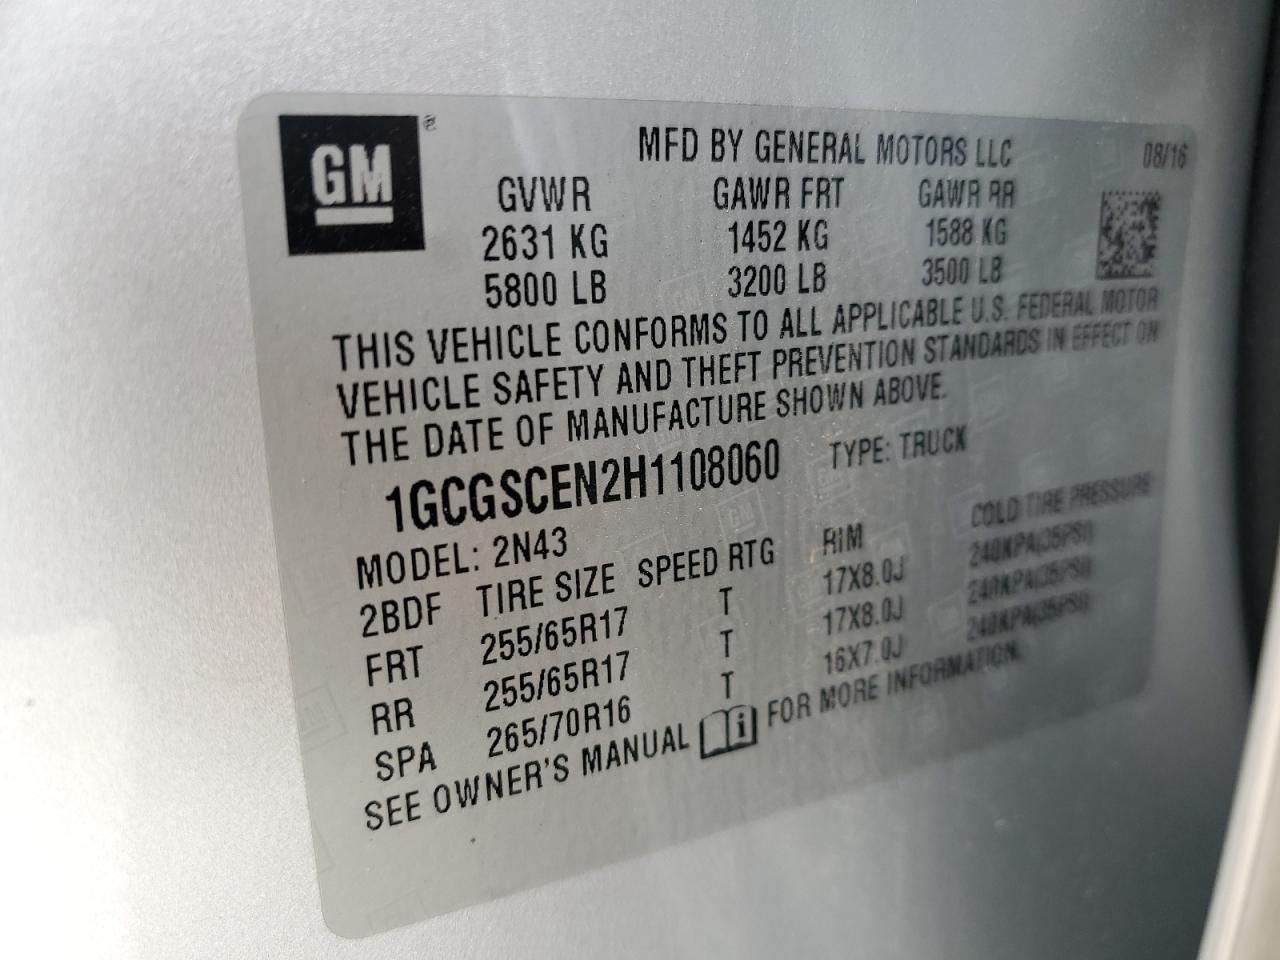 GM
®
MFD BY GENERAL MOTORS LLC 08/16
GVWR GAWR FRT GAWR RR
2631 KG 1452 KG 1588 KG
5800 LB 3200 LB 3500 LB
THIS VEHICLE CONFORMS TO ALL APPLICABLE U.S. FEDERAL MOTOR
VEHICLE SAFETY AND THEFT PREVENTION STANDARDS IN EFFECT ON
THE DATE OF MANUFACTURE SHOWN ABOVE.
1GCGSCEN2H1108060 TYPE: TRUCK
MODEL: 2N43
2BDF TIRE SIZE SPEED RTG RIM COLD TIRE PRESSURE
FRT 255/65R17 T 17X8.0J 240KPA(35PSI)
RR 255/65R17 T 17X8.0J 240KPA(35PSI)
SPA 265/70R16 T 16X7.0J 240KPA(35PSI)
SEE OWNER'S MANUAL i FOR MORE INFORMATION.